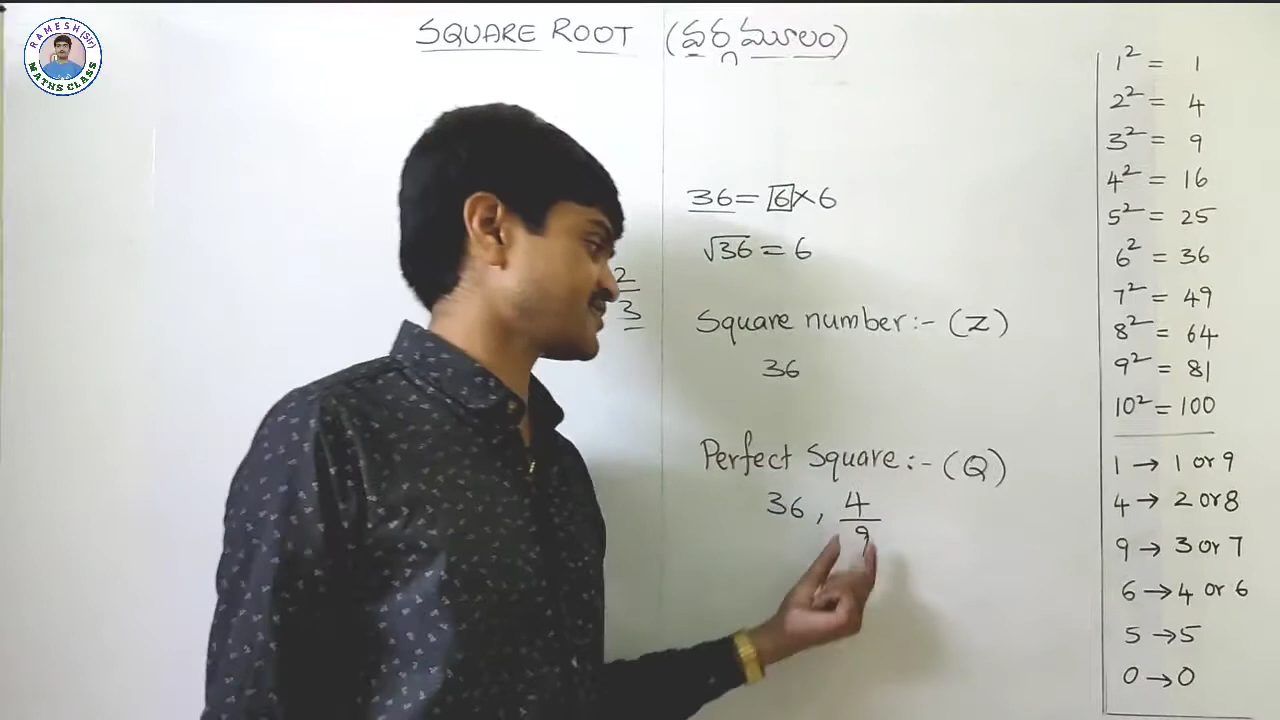 RAMESH (Sir)
MATHS CLASS
SQUARE ROOT (వర్గమూలం)
36 = 6 × 6
√36 = 6
2
3
Square number :- (Z)
36
Perfect Square :- (Q)
36, 4/9
1² = 1
2² = 4
3² = 9
4² = 16
5² = 25
6² = 36
7² = 49
8² = 64
9² = 81
10² = 100
1 → 1 or 9
4 → 2 or 8
9 → 3 or 7
6 → 4 or 6
5 → 5
0 → 0